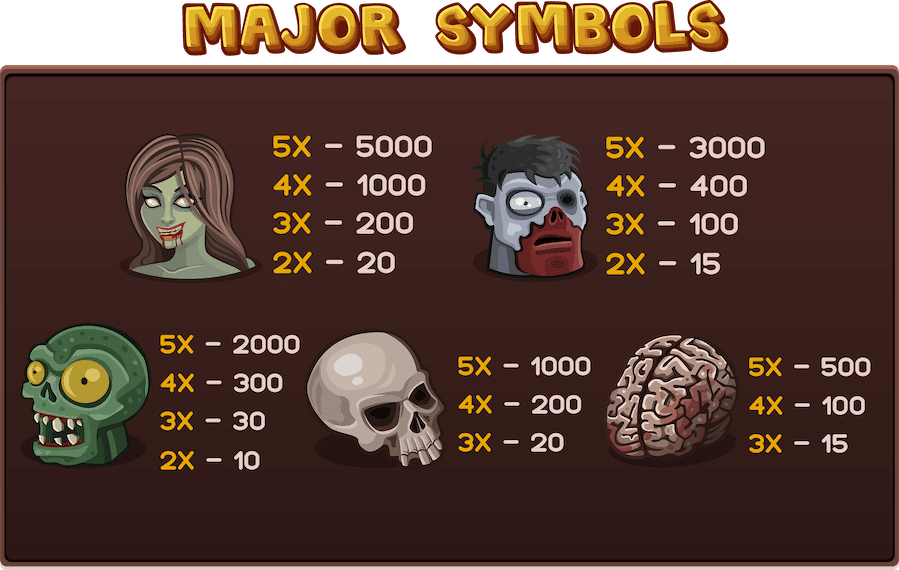 MAJOR SYMBOLS
5X - 5000
4X - 1000
3X - 200
2X - 20
5X - 3000
4X - 400
3X - 100
2X - 15
5X - 2000
4X - 300
3X - 30
2X - 10
5X - 1000
4X - 200
3X - 20
5X - 500
4X - 100
3X - 15